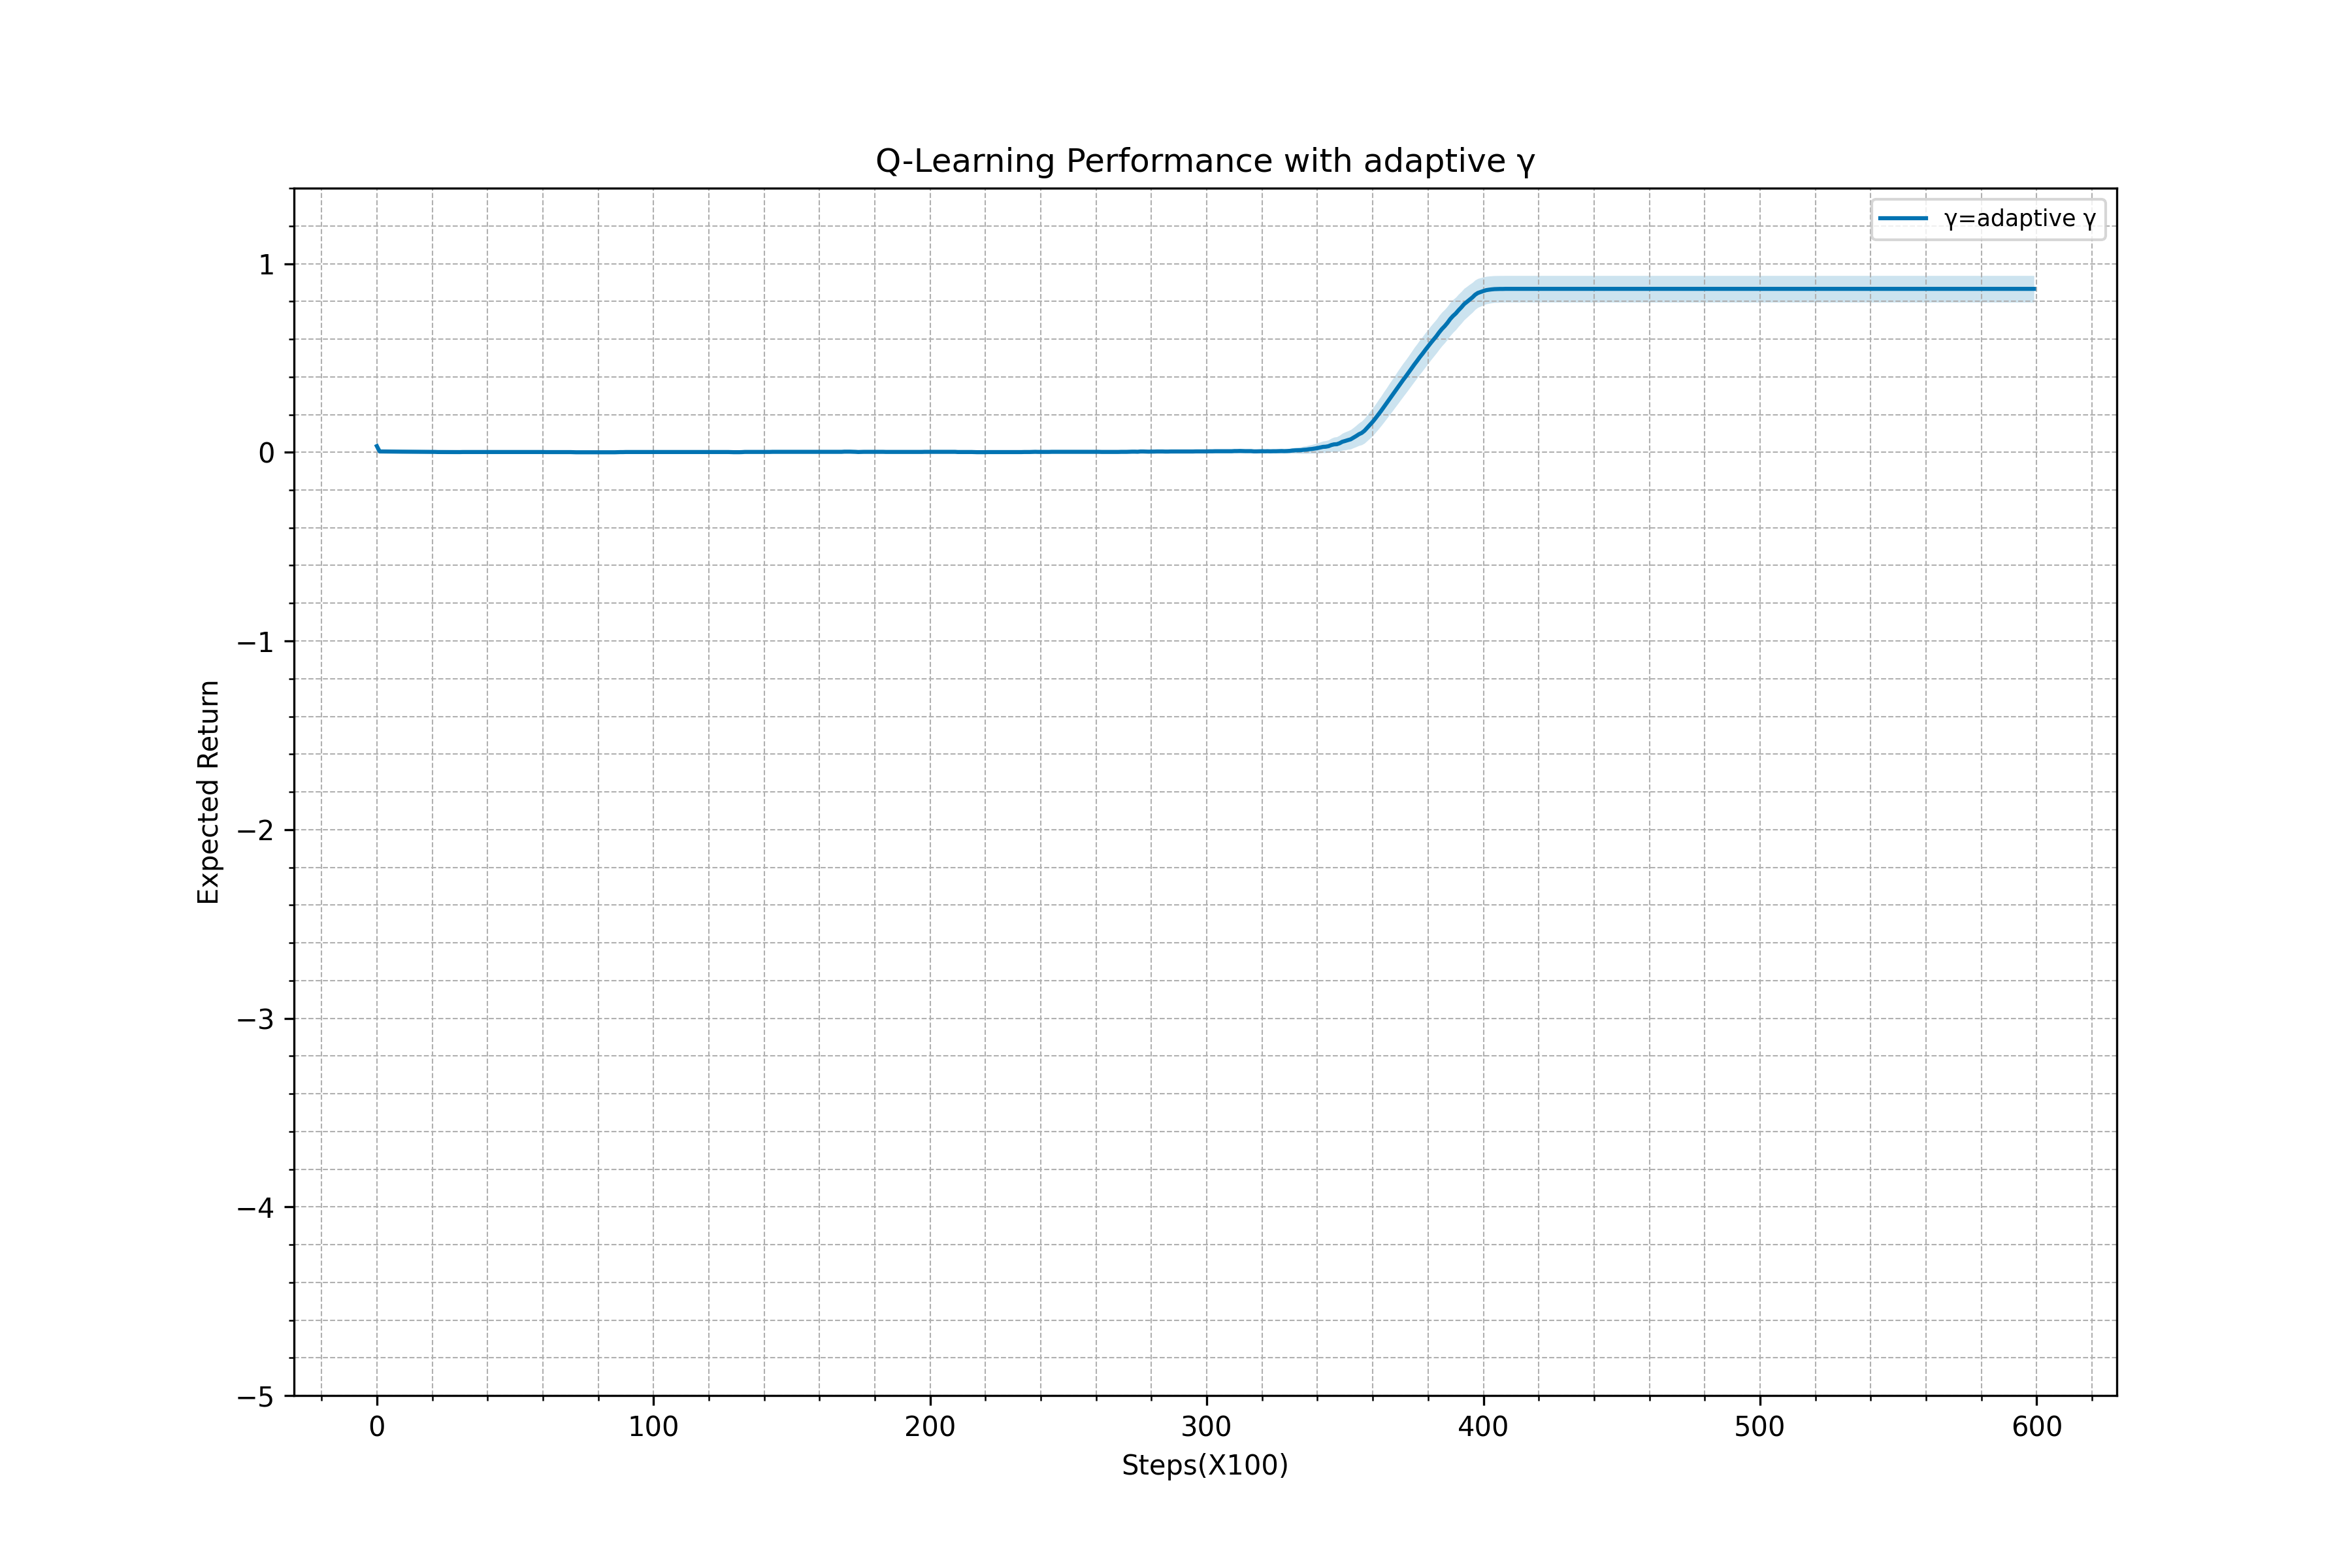 Q-Learning Performance with adaptive γ
γ=adaptive γ
1
0
−1
−2
−3
−4
−5
Expected Return
0 100 200 300 400 500 600
Steps(X100)